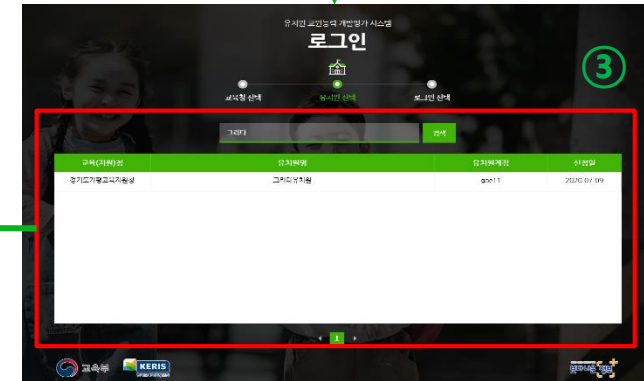 유치원 교원능력 개발평가 시스템
로그인
③
교육청 선택
유치원 선택
로그인 선택
그리다
검색
교육(지원)청 유치원명 유치원계정 신청일
경기도가평교육지원청 그리다유치원 2020-07-09
1
교육부 KERIS